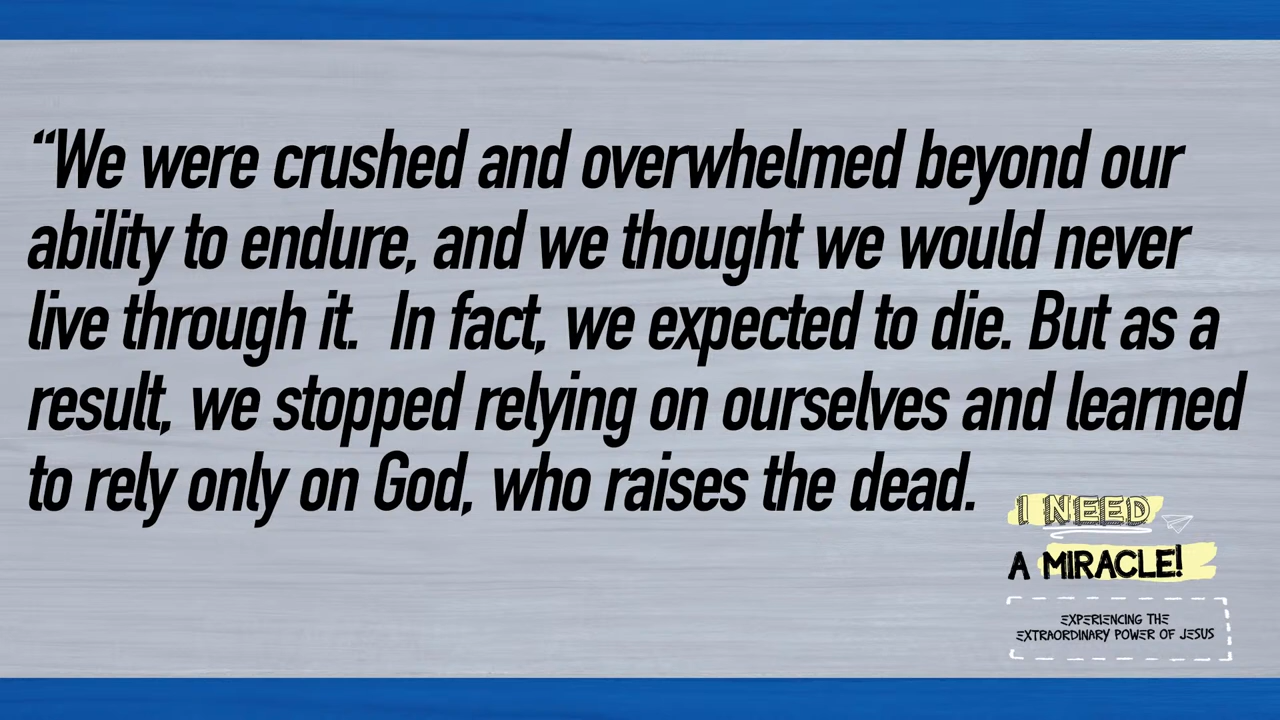 “We were crushed and overwhelmed beyond our
ability to endure, and we thought we would never
live through it.  In fact, we expected to die. But as a
result, we stopped relying on ourselves and learned
to rely only on God, who raises the dead.
I NEED
A MIRACLE!
EXPERIENCING THE
EXTRAORDINARY POWER OF JESUS